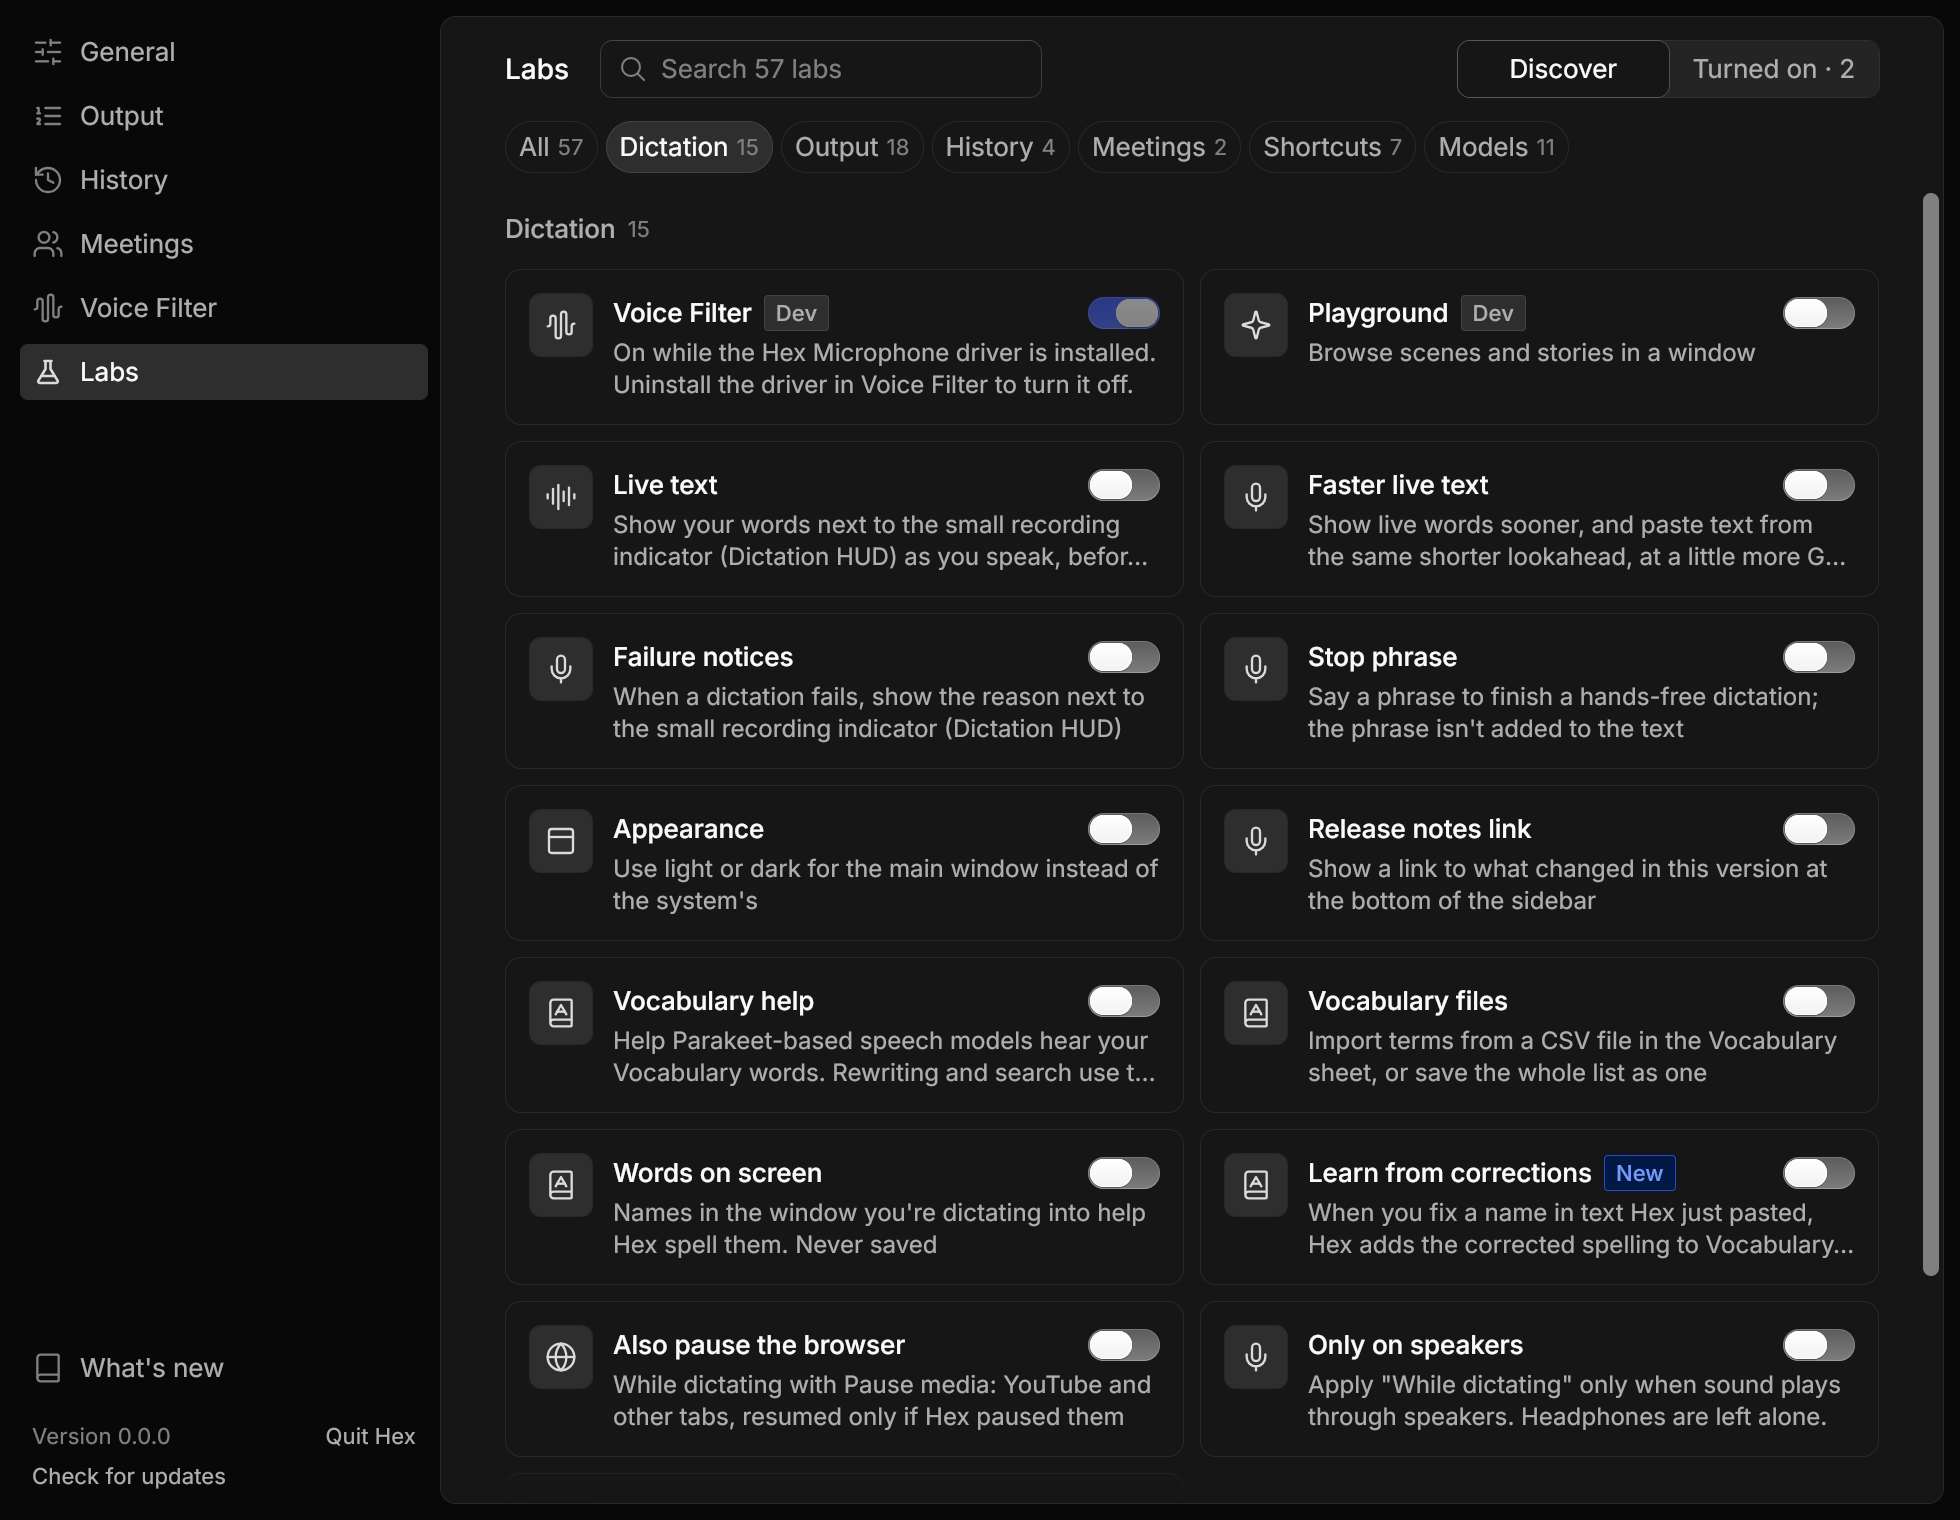 General
Output
History
Meetings
Voice Filter
Labs
What's new
Version 0.0.0
Quit Hex
Check for updates
Labs
Search 57 labs
Discover
Turned on · 2
All 57
Dictation 15
Output 18
History 4
Meetings 2
Shortcuts 7
Models 11
Dictation 15
Voice Filter Dev
On while the Hex Microphone driver is installed.
Uninstall the driver in Voice Filter to turn it off.
Playground Dev
Browse scenes and stories in a window
Live text
Show your words next to the small recording
indicator (Dictation HUD) as you speak, befor...
Faster live text
Show live words sooner, and paste text from
the same shorter lookahead, at a little more G...
Failure notices
When a dictation fails, show the reason next to
the small recording indicator (Dictation HUD)
Stop phrase
Say a phrase to finish a hands-free dictation;
the phrase isn't added to the text
Appearance
Use light or dark for the main window instead of
the system's
Release notes link
Show a link to what changed in this version at
the bottom of the sidebar
Vocabulary help
Help Parakeet-based speech models hear your
Vocabulary words. Rewriting and search use t...
Vocabulary files
Import terms from a CSV file in the Vocabulary
sheet, or save the whole list as one
Words on screen
Names in the window you're dictating into help
Hex spell them. Never saved
Learn from corrections New
When you fix a name in text Hex just pasted,
Hex adds the corrected spelling to Vocabulary...
Also pause the browser
While dictating with Pause media: YouTube and
other tabs, resumed only if Hex paused them
Only on speakers
Apply "While dictating" only when sound plays
through speakers. Headphones are left alone.